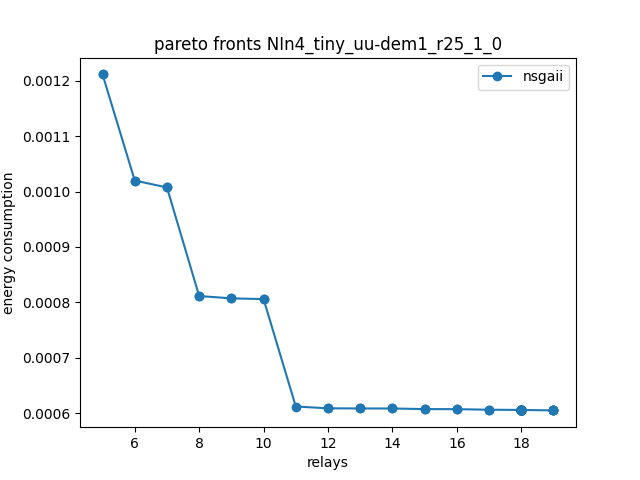 pareto fronts NIn4_tiny_uu-dem1_r25_1_0
nsgaii
0.0012
0.0011
0.0010
0.0009
0.0008
0.0007
0.0006
energy consumption
6 8 10 12 14 16 18
relays